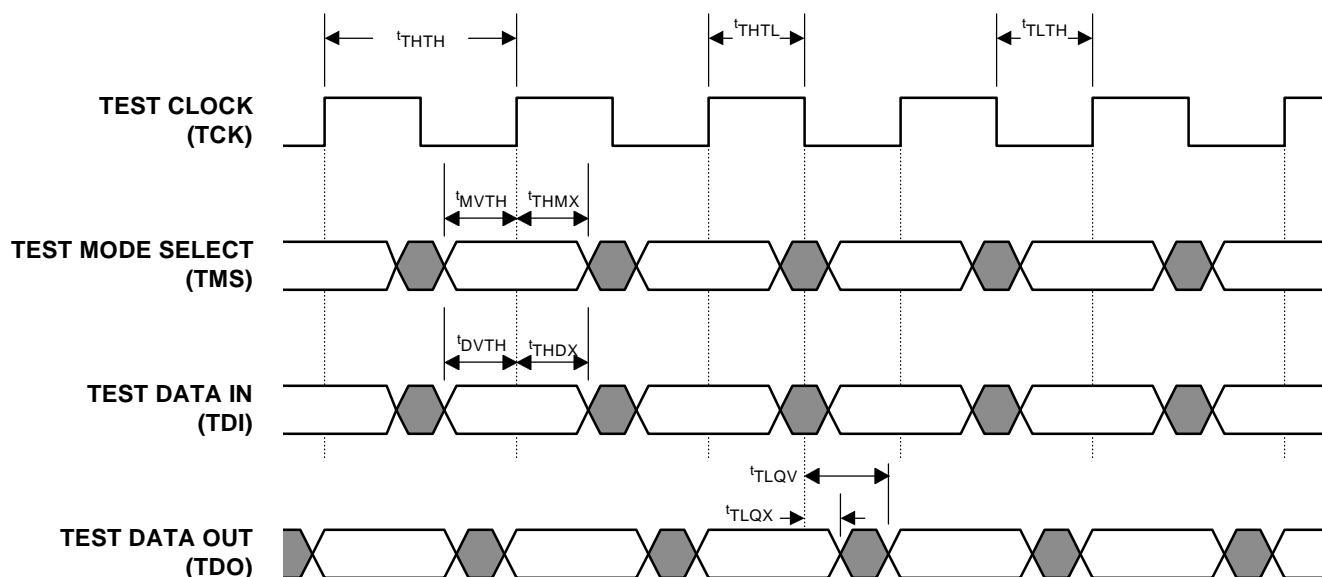 tTHTH
tTHTL
tTLTH
TEST CLOCK
(TCK)
tMVTH
tTHMX
TEST MODE SELECT
(TMS)
tDVTH
tTHDX
TEST DATA IN
(TDI)
tTLQV
tTLQX
TEST DATA OUT
(TDO)